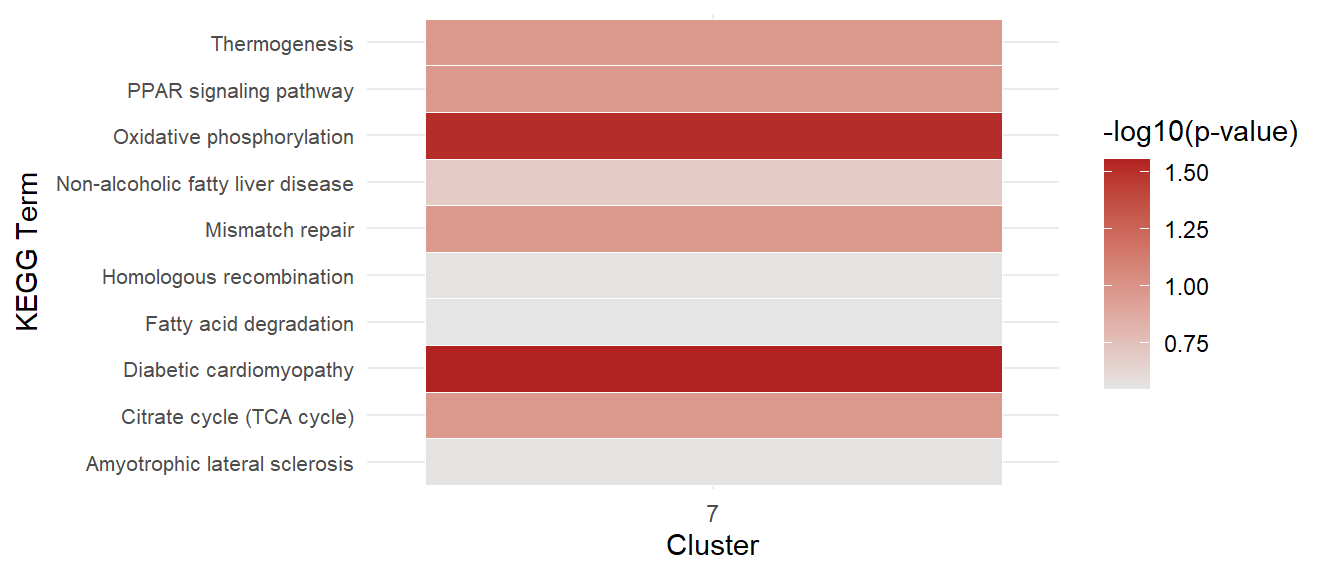 KEGG Term
Thermogenesis
PPAR signaling pathway
Oxidative phosphorylation
Non-alcoholic fatty liver disease
Mismatch repair
Homologous recombination
Fatty acid degradation
Diabetic cardiomyopathy
Citrate cycle (TCA cycle)
Amyotrophic lateral sclerosis
7
Cluster
-log10(p-value)
1.50
1.25
1.00
0.75